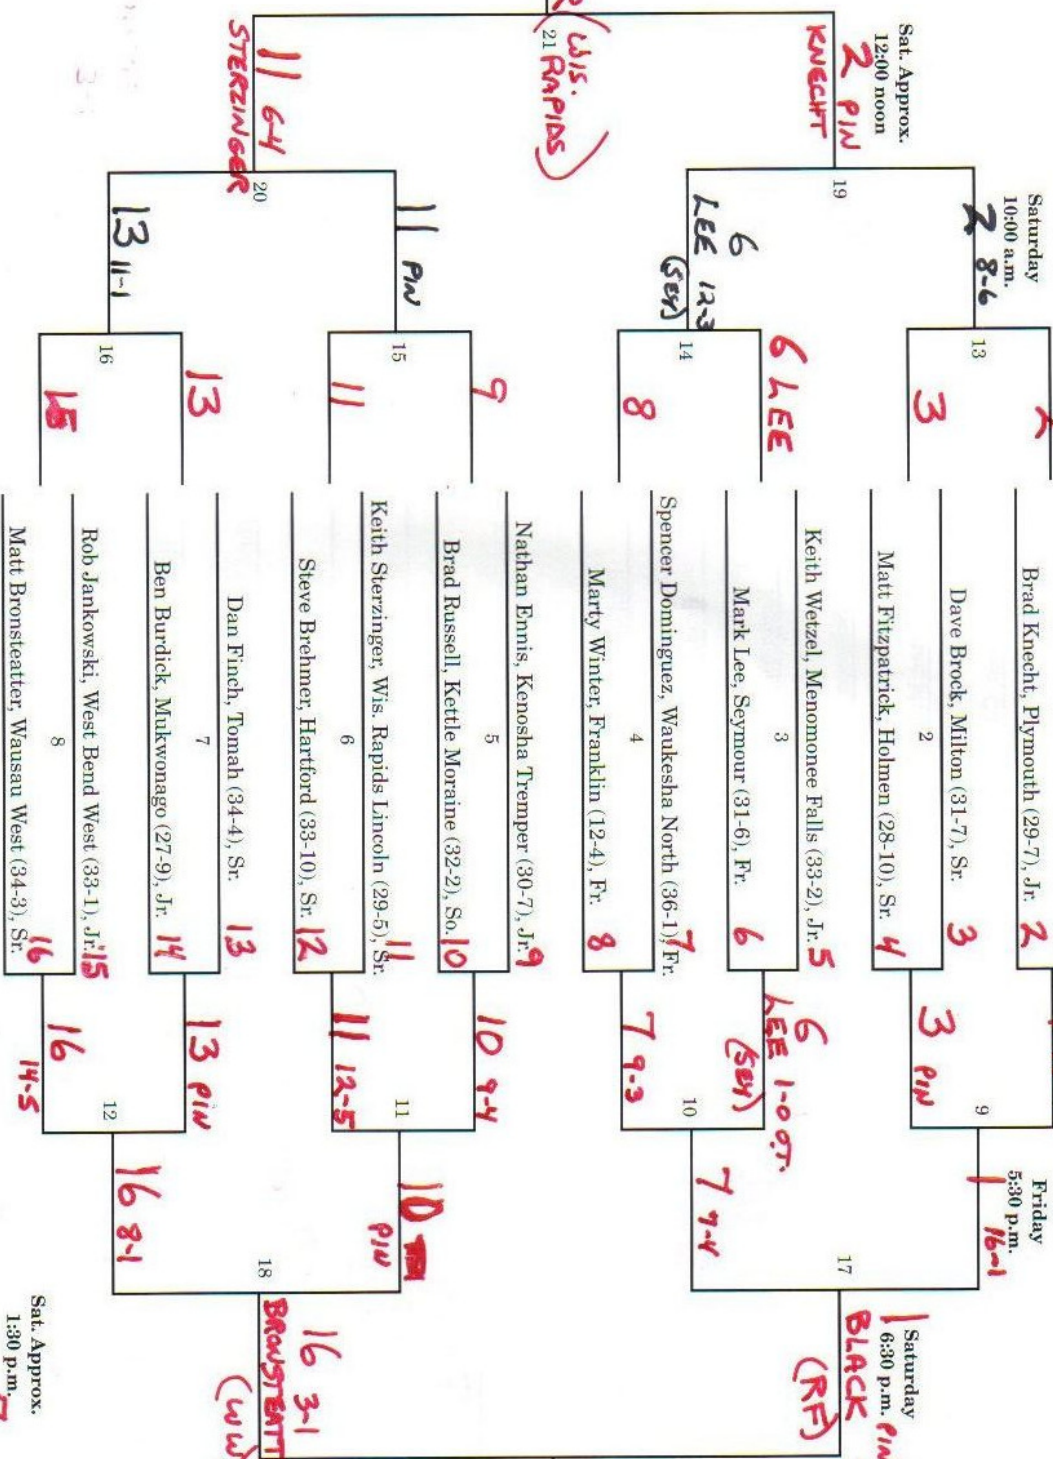 Sat. Approx.
12:00 noon
2 PIN
KNECHT
19
21
(WIS.
RAPIDS)
11 6-4
STERZINGER
20
Saturday
10:00 a.m.
2 8-6
13
6
LEE 12-3
(SEY)
14
11 PIN
15
13 11-1
16
2
3
6 LEE
8
9
11
13
15
Brad Knecht, Plymouth (29-7), Jr. 2
Dave Brock, Milton (31-7), Sr. 3
2
Matt Fitzpatrick, Holmen (28-10), Sr. 4
Keith Wetzel, Menomonee Falls (33-2), Jr. 5
3
Mark Lee, Seymour (31-6), Fr. 6
Spencer Dominguez, Waukesha North (36-1), Fr. 7
4
Marty Winter, Franklin (12-4), Fr. 8
Nathan Ennis, Kenosha Tremper (30-7), Jr. 9
5
Brad Russell, Kettle Moraine (32-2), So. 10
Keith Sterzinger, Wis. Rapids Lincoln (29-5), Sr. 11
6
Steve Brehmer, Hartford (33-10), Sr. 12
Dan Finch, Tomah (34-4), Sr. 13
7
Ben Burdick, Mukwonago (27-9), Jr. 14
Rob Jankowski, West Bend West (33-1), Jr. 15
8
Matt Bronsteatter, Wausau West (34-3), Sr. 16
3 PIN
9
6
LEE 1-0 O.T.
(SEY)
10
7 9-3
10 9-4
11
11 12-5
13 PIN
12
16
14-5
Friday
5:30 p.m.
1 16-1
17
7 7-4
10
PIN
18
16 8-1
Saturday
6:30 p.m.
1 PIN
BLACK
(RF)
16 3-1
BRONSTEATT
(WW)
Sat. Approx.
1:30 p.m.